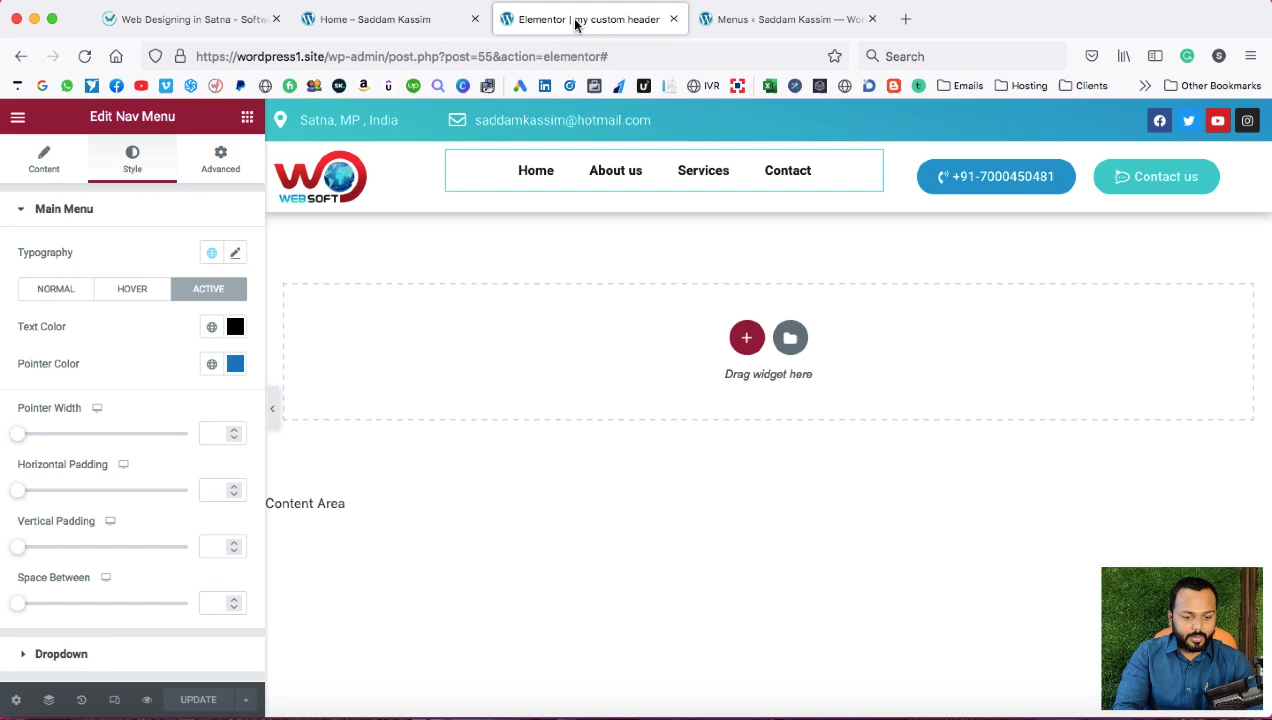 Web Designing in Satna - Softw
Home – Saddam Kassim
Elementor | my custom header
Menus ‹ Saddam Kassim — Wor
https://wordpress1.site/wp-admin/post.php?post=55&action=elementor#
Search
IVR
Emails
Hosting
Clients
Other Bookmarks
Edit Nav Menu
Content
Style
Advanced
Main Menu
Typography
NORMAL
HOVER
ACTIVE
Text Color
Pointer Color
Pointer Width
Horizontal Padding
Vertical Padding
Space Between
Dropdown
UPDATE
Satna, MP , India
saddamkassim@hotmail.com
WEBSOFT
Home
About us
Services
Contact
+91-7000450481
Contact us
Drag widget here
Content Area